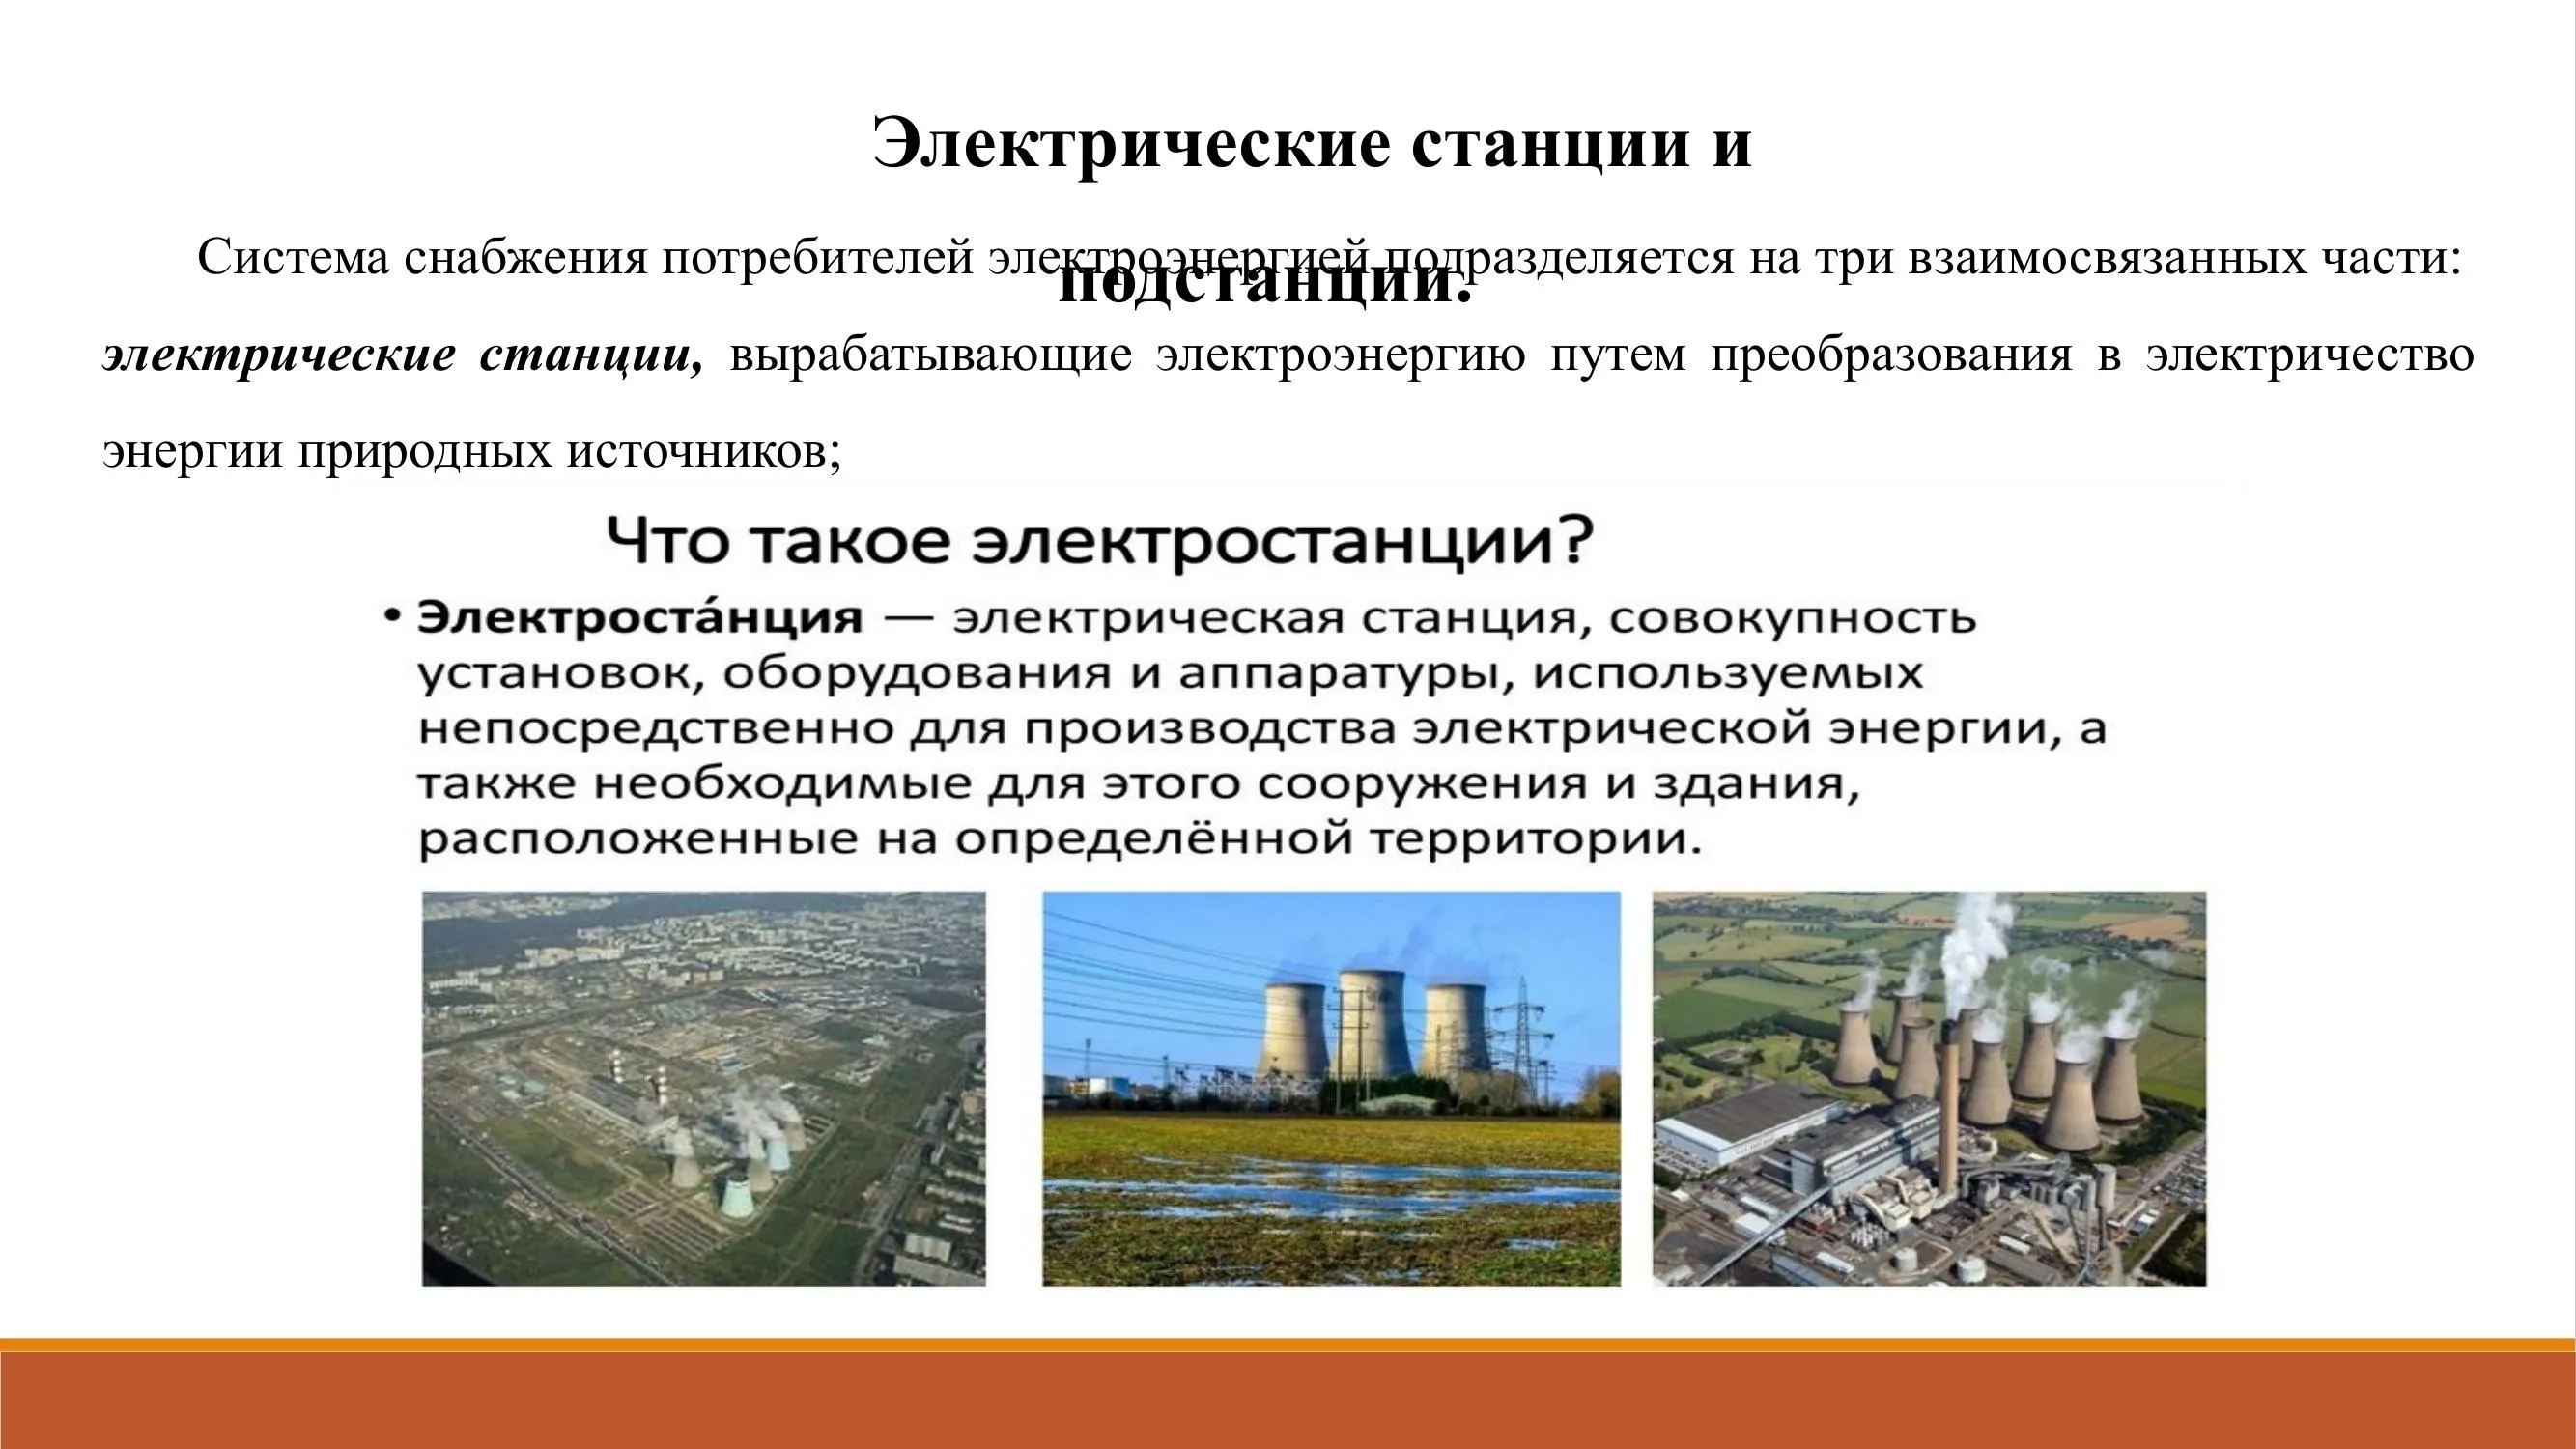 Электрические станции и
подстанции.
Система снабжения потребителей электроэнергией подразделяется на три взаимосвязанных части:
электрические станции, вырабатывающие электроэнергию путем преобразования в электричество
энергии природных источников;
Что такое электростанции?
• Электроста́нция — электрическая станция, совокупность
установок, оборудования и аппаратуры, используемых
непосредственно для производства электрической энергии, а
также необходимые для этого сооружения и здания,
расположенные на определённой территории.